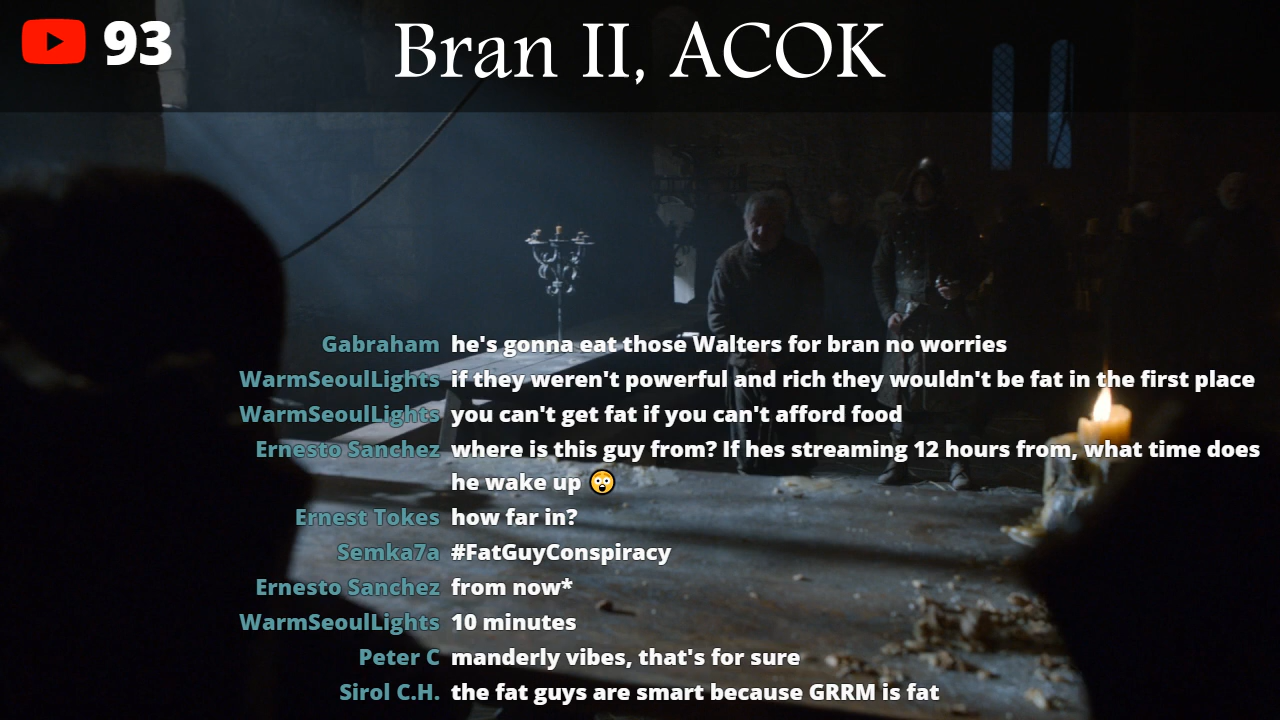 93
Bran II, ACOK
Gabraham he's gonna eat those Walters for bran no worries
WarmSeoulLights if they weren't powerful and rich they wouldn't be fat in the first place
WarmSeoulLights you can't get fat if you can't afford food
Ernesto Sanchez where is this guy from? If hes streaming 12 hours from, what time does
he wake up 😲
Ernest Tokes how far in?
Semka7a #FatGuyConspiracy
Ernesto Sanchez from now*
WarmSeoulLights 10 minutes
Peter C manderly vibes, that's for sure
Sirol C.H. the fat guys are smart because GRRM is fat